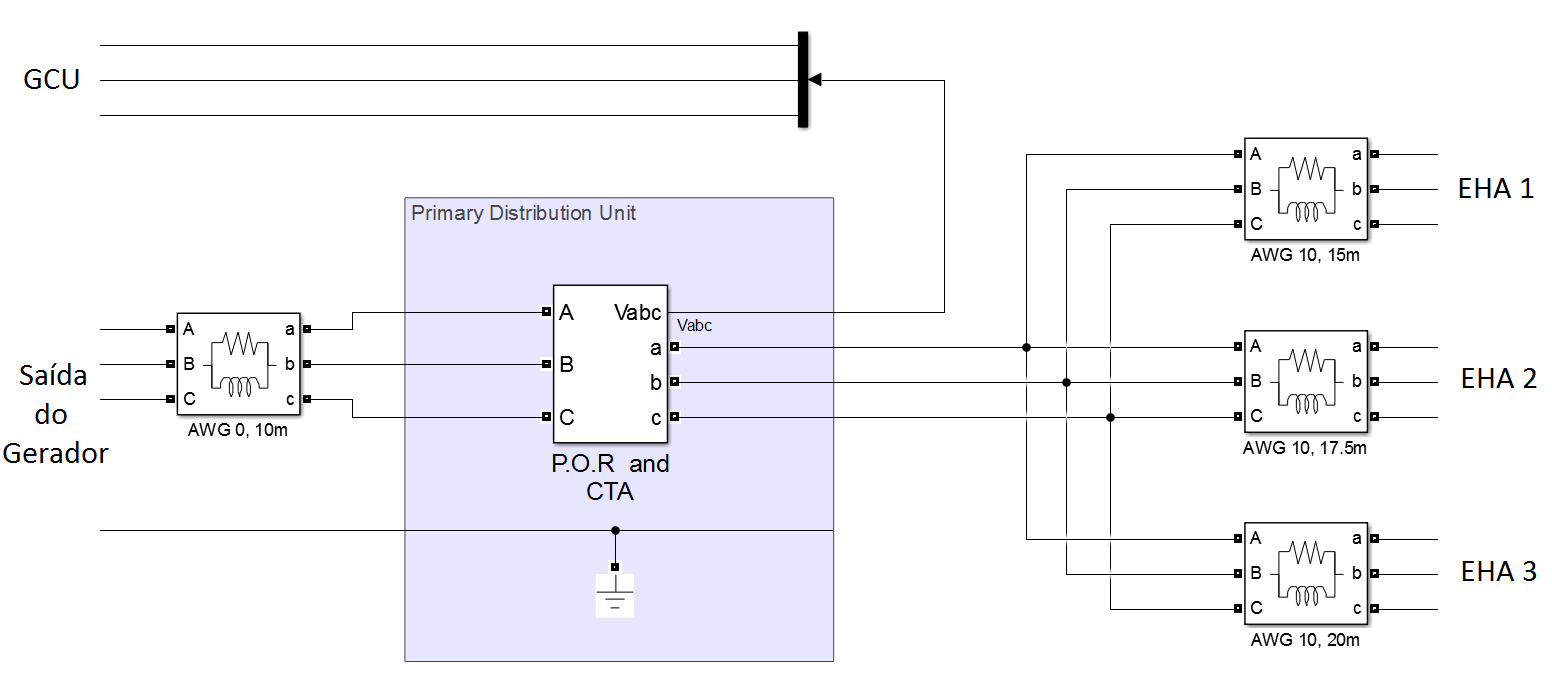 GCU
Primary Distribution Unit
A
B
C
Vabc
a
b
c
Vabc
P.O.R and
CTA
Saída
do
Gerador
A
B
C
a
b
c
AWG 0, 10m
A
B
C
a
b
c
AWG 10, 15m
EHA 1
A
B
C
a
b
c
AWG 10, 17.5m
EHA 2
A
B
C
a
b
c
AWG 10, 20m
EHA 3